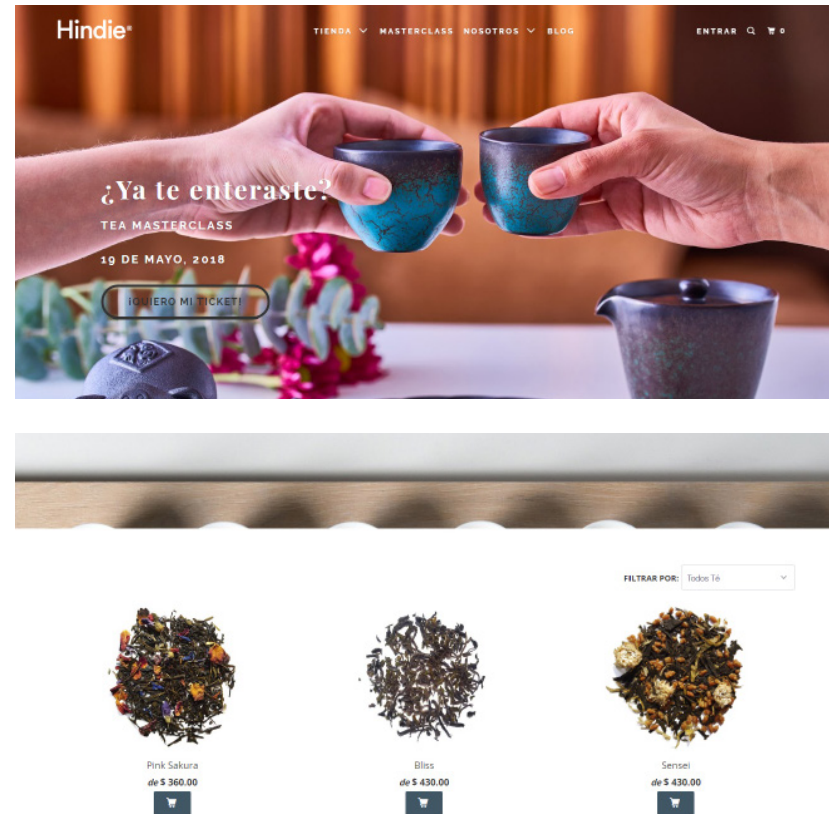 Hindie®
TIENDA MASTERCLASS NOSOTROS BLOG
ENTRAR 0
¿Ya te enteraste?
TEA MASTERCLASS
19 DE MAYO, 2018
¡QUIERO MI TICKET!
FILTRAR POR: Todos Té
Pink Sakura Bliss Sensei
de $ 360.00 de $ 430.00 de $ 430.00